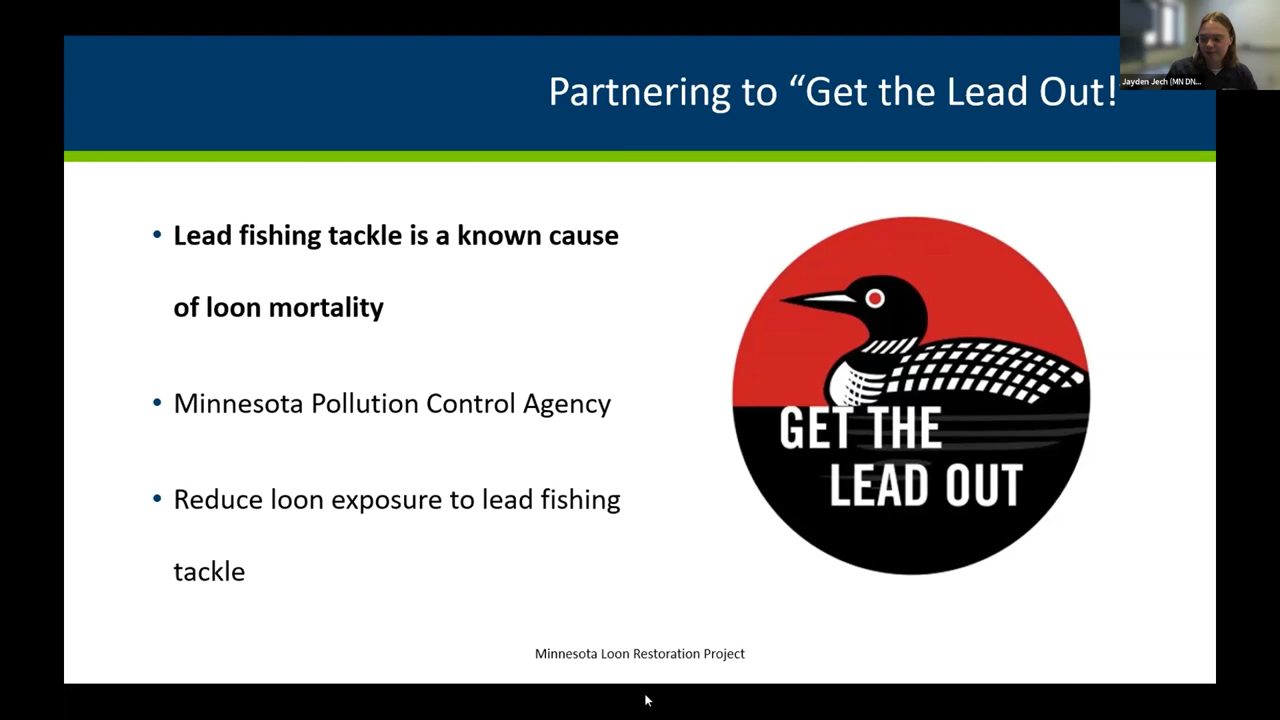 Partnering to “Get the Lead Out!
Jayden Jech (MN DN...
• Lead fishing tackle is a known cause
of loon mortality
• Minnesota Pollution Control Agency
• Reduce loon exposure to lead fishing
tackle
GET THE
LEAD OUT
Minnesota Loon Restoration Project